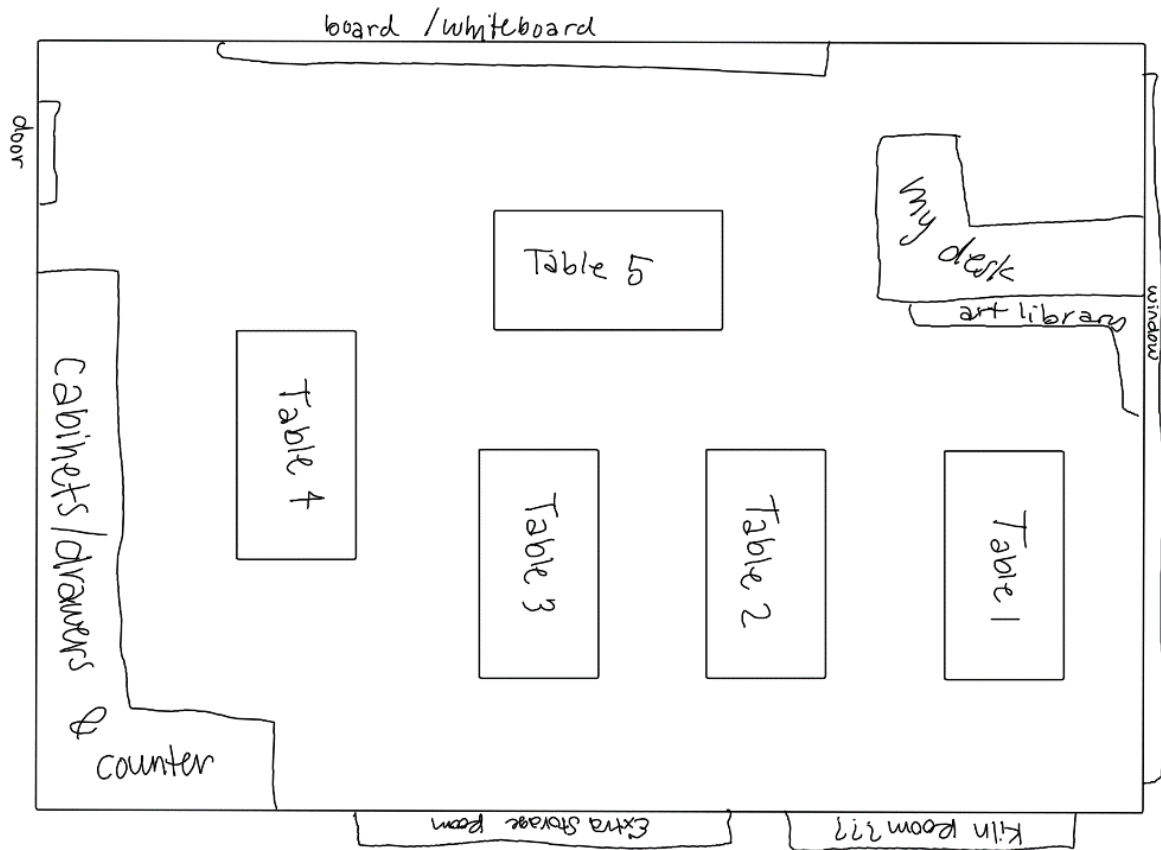 board / whiteboard
door
my desk
Table 5
art library
window
Table 4
cabinets/drawers
&
counter
Table 3
Table 2
Table 1
Extra Storage Room
Kiln Room???